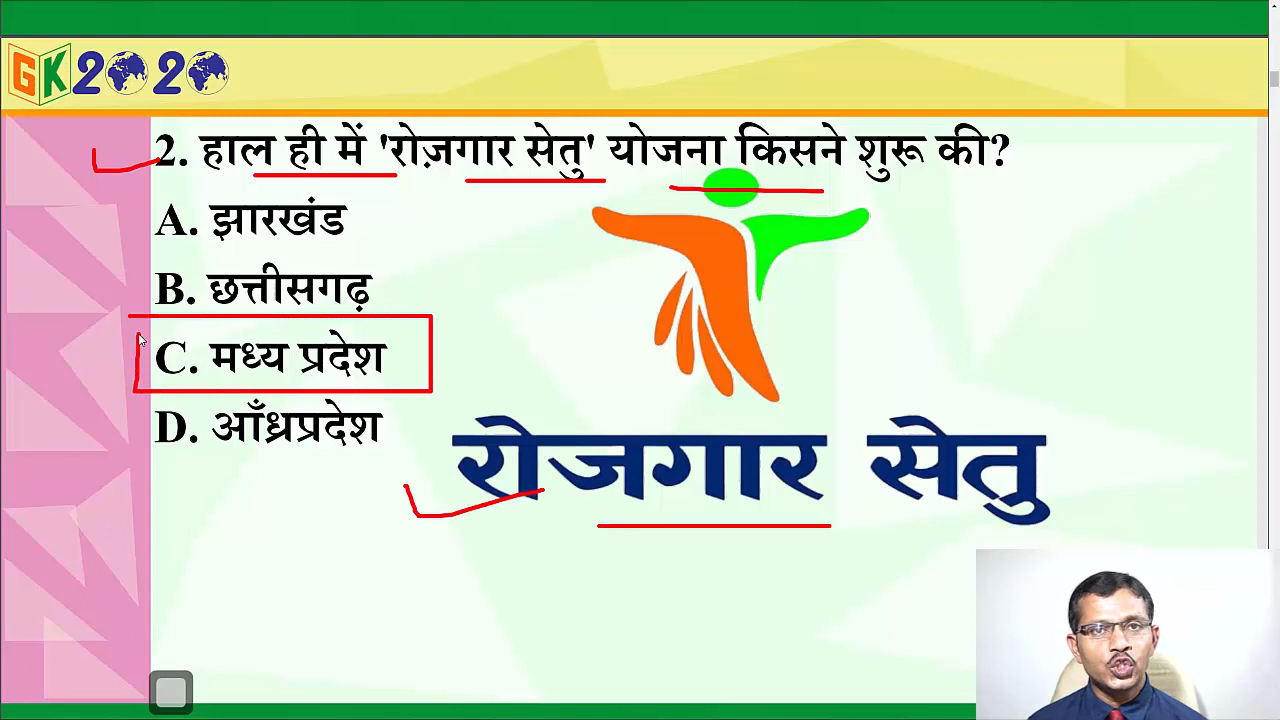 GK2020
2. हाल ही में 'रोज़गार सेतु' योजना किसने शुरू की?
A. झारखंड
B. छत्तीसगढ़
C. मध्य प्रदेश
D. आँध्रप्रदेश
रोजगार सेतु